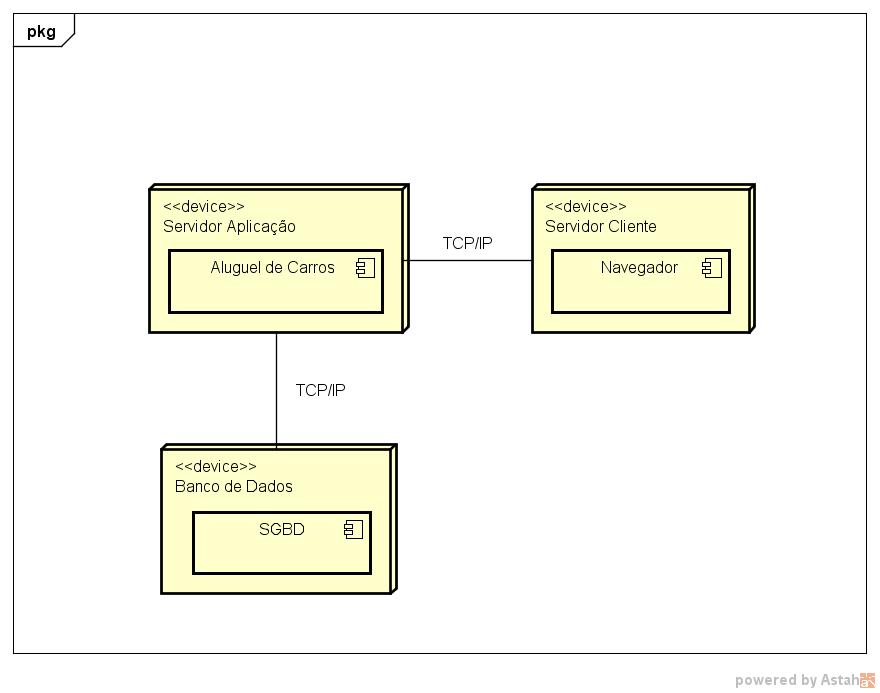 pkg
<<device>>
Servidor Aplicação
Aluguel de Carros
TCP/IP
<<device>>
Servidor Cliente
Navegador
TCP/IP
<<device>>
Banco de Dados
SGBD
powered by Astah